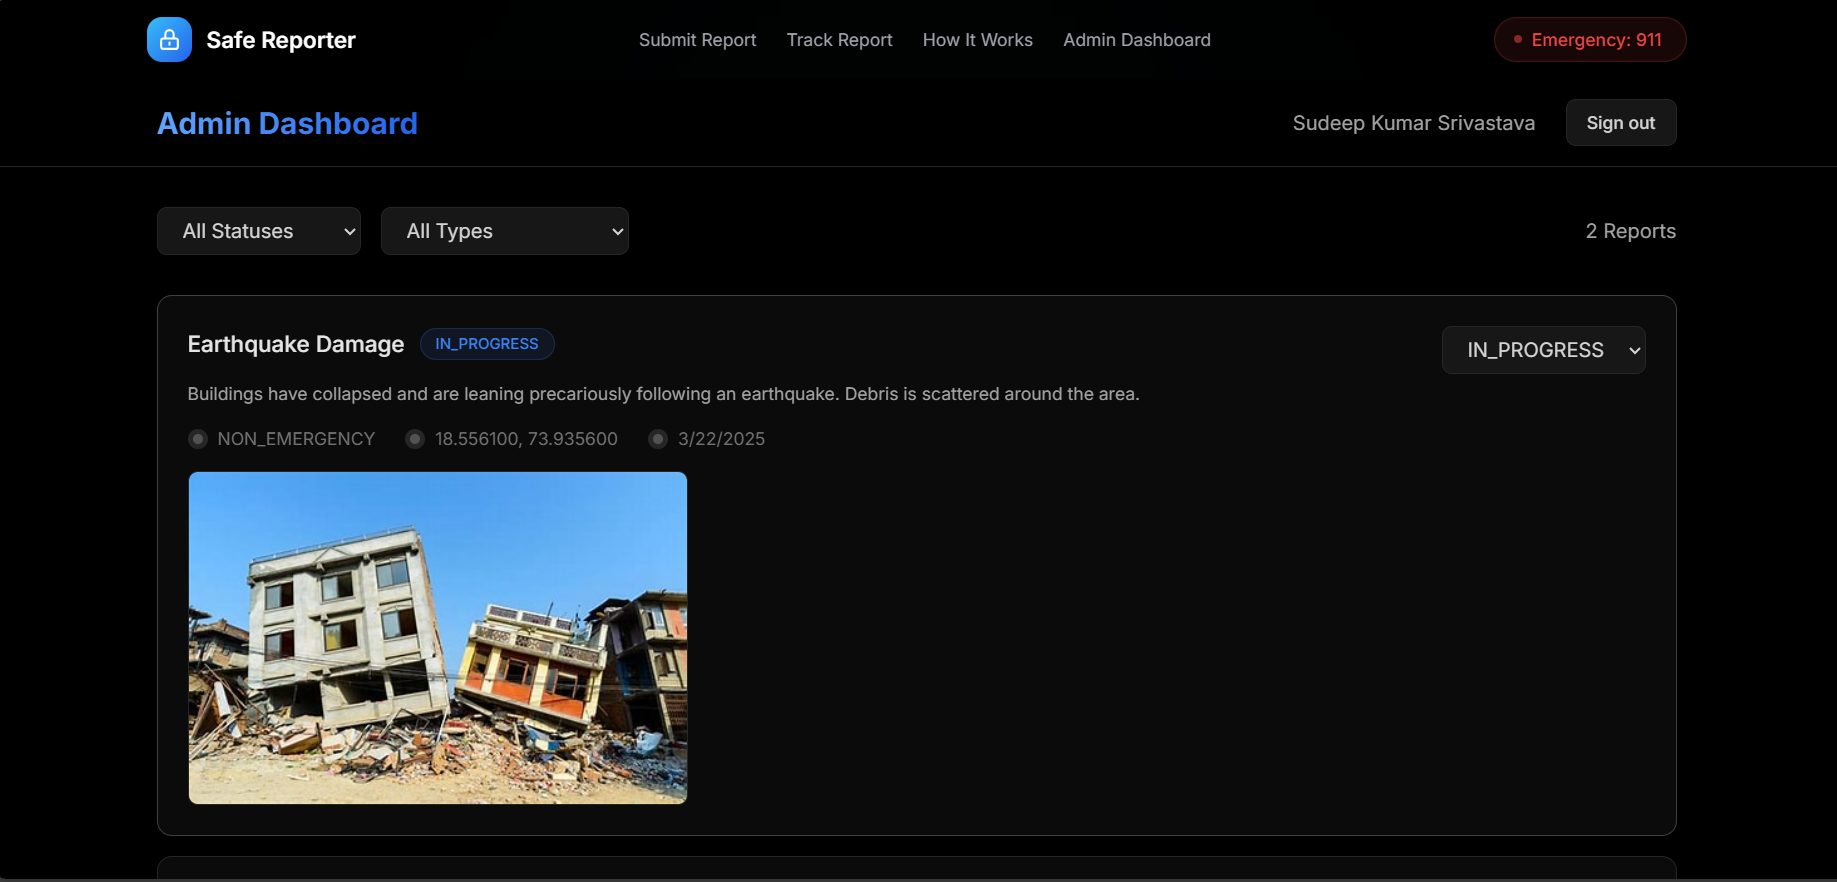 Safe Reporter
Submit Report
Track Report
How It Works
Admin Dashboard
Emergency: 911
Admin Dashboard
Sudeep Kumar Srivastava
Sign out
All Statuses
All Types
2 Reports
Earthquake Damage
IN_PROGRESS
IN_PROGRESS
Buildings have collapsed and are leaning precariously following an earthquake. Debris is scattered around the area.
NON_EMERGENCY
18.556100, 73.935600
3/22/2025